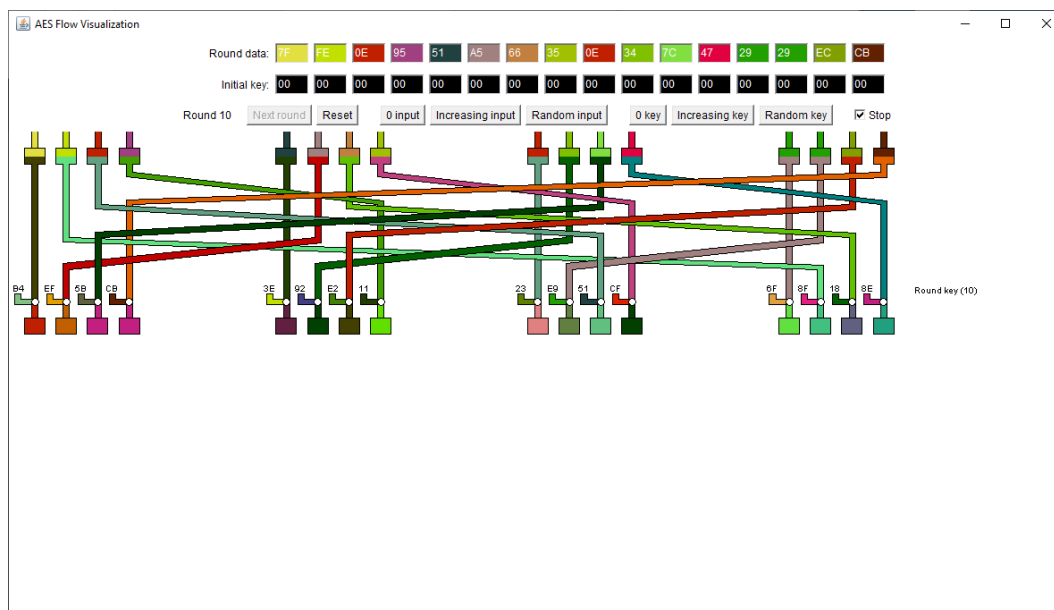 AES Flow Visualization
Round data: 7F FE 0E 95 51 A5 66 35 0E 34 7C 47 29 29 EC CB
Initial key: 00 00 00 00 00 00 00 00 00 00 00 00 00 00 00 00
Round 10 Next round Reset 0 input Increasing input Random input 0 key Increasing key Random key Stop
B4 EF 5B CB 3E 92 E2 11 23 E9 51 CF 6F 8F 18 8E Round key (10)